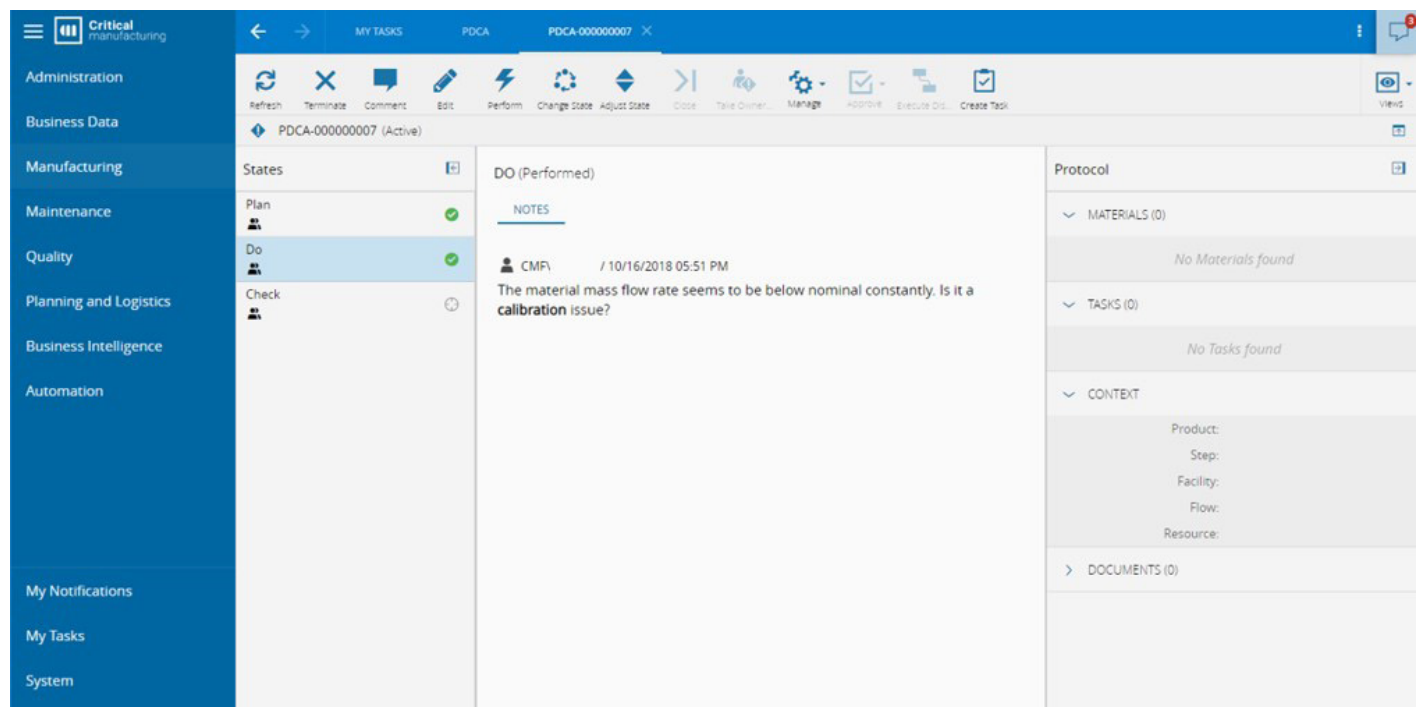 Critical
manufacturing
MY TASKS
PDCA
PDCA-000000007
3
Administration
Business Data
Manufacturing
Maintenance
Quality
Planning and Logistics
Business Intelligence
Automation
My Notifications
My Tasks
System
Refresh
Terminate
Comment
Edit
Perform
Change State
Adjust State
Close
Take Owner...
Manage
Approve
Execute Dis...
Create Task
Views
PDCA-000000007 (Active)
States
Plan
Do
Check
DO (Performed)
NOTES
CMF\ / 10/16/2018 05:51 PM
The material mass flow rate seems to be below nominal constantly. Is it a
calibration issue?
Protocol
MATERIALS (0)
No Materials found
TASKS (0)
No Tasks found
CONTEXT
Product:
Step:
Facility:
Flow:
Resource:
DOCUMENTS (0)